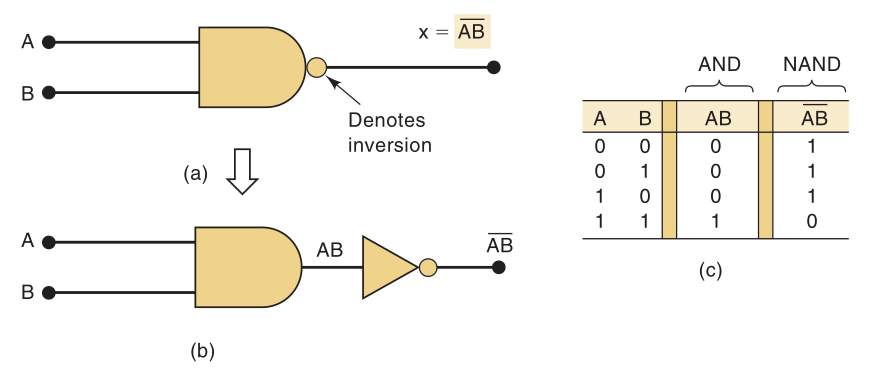 A
B
x = \overline{AB}
Denotes
inversion
(a)
A
B
AB
\overline{AB}
(b)
AND NAND
A B AB \overline{AB}
0 0 0 1
0 1 0 1
1 0 0 1
1 1 1 0
(c)